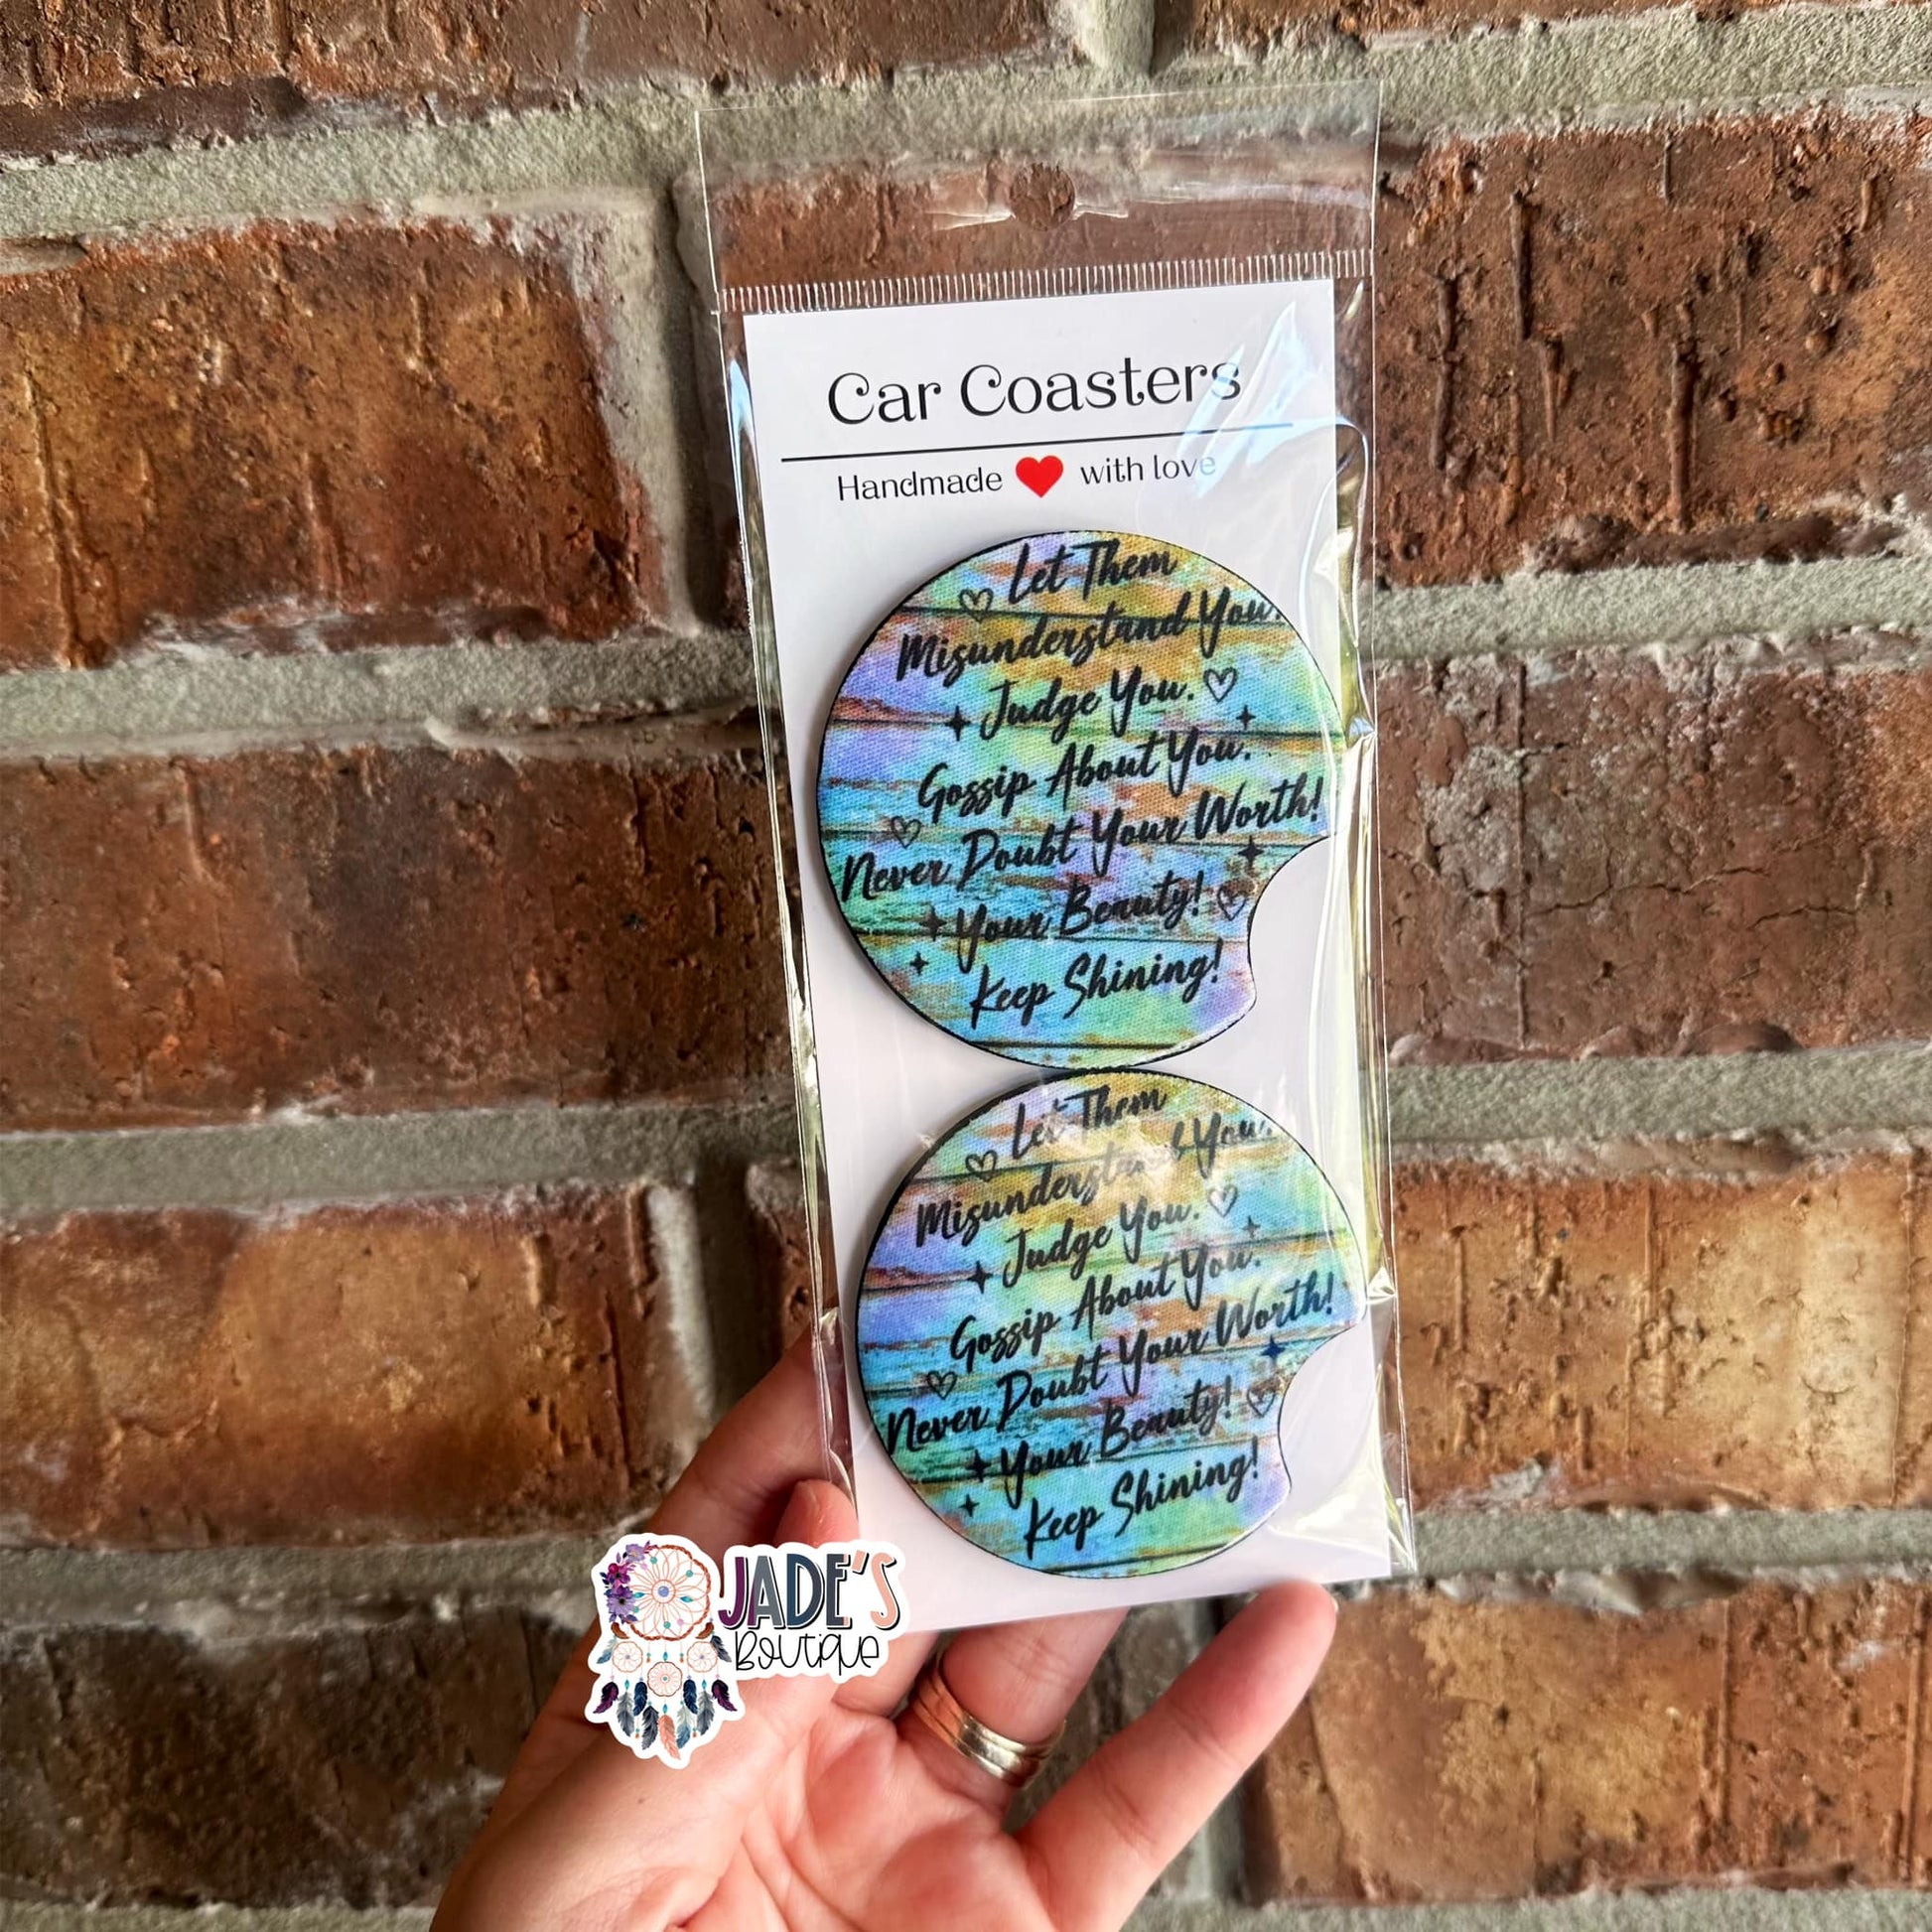 Car Coasters
Handmade with love
Let Them
Misunderstand You.
Judge You.
Gossip About You.
Never Doubt Your Worth!
Your Beauty!
Keep Shining!
Let Them
Misunderstand You.
Judge You.
Gossip About You.
Never Doubt Your Worth!
Your Beauty!
Keep Shining!
JADE'S
Boutique